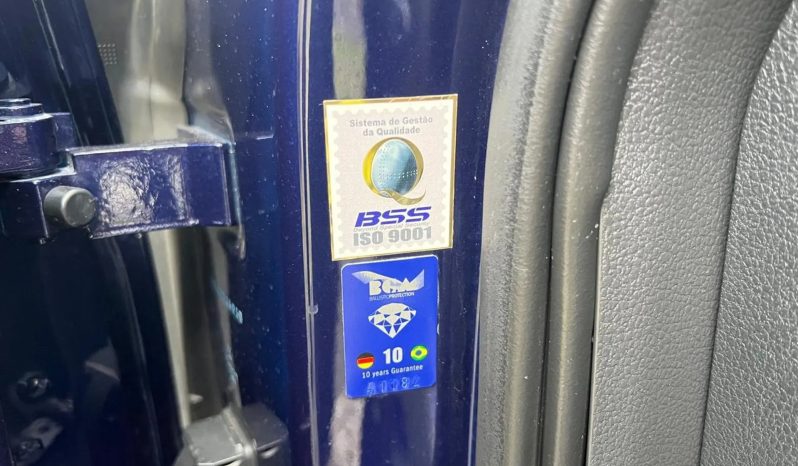 Sistema de Gestão
da Qualidade
BSS
ISO 9001
BALLISTIC PROTECTION
10
10 years Guarantee